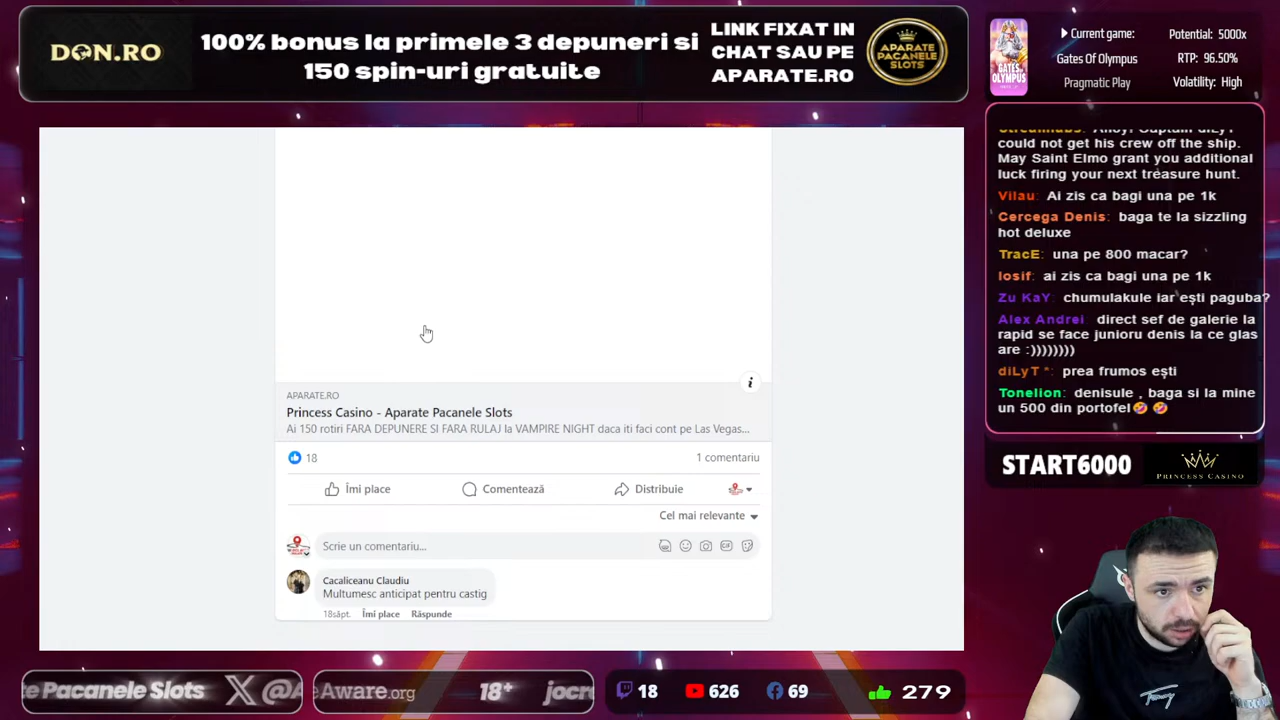 DON.RO
100% bonus la primele 3 depuneri si
150 spin-uri gratuite
LINK FIXAT IN
CHAT SAU PE
APARATE.RO
APARATE
PACANELE
SLOTS
GATES OF
OLYMPUS
Current game:
Gates Of Olympus
Pragmatic Play
Potential: 5000x
RTP: 96.50%
Volatility: High
could not get his crew off the ship.
May Saint Elmo grant you additional
luck firing your next treasure hunt.
Vilau: Ai zis ca bagi una pe 1k
Cercega Denis: baga te la sizzling
hot deluxe
TracE: una pe 800 macar?
Iosif: ai zis ca bagi una pe 1k
Zu KaY: chumulakule iar ești paguba?
Alex Andrei: direct sef de galerie la
rapid se face junioru denis la ce glas
are :))))))))
diLyT *: prea frumos ești
Tonelion: denisule , baga si la mine
un 500 din portofel🤣 🤣
APARATE.RO
Princess Casino - Aparate Pacanele Slots
Ai 150 rotiri FARA DEPUNERE SI FARA RULAJ la VAMPIRE NIGHT daca iti faci cont pe Las Vegas...
18
1 comentariu
Îmi place
Comentează
Distribuie
Cel mai relevante
Scrie un comentariu...
Cacaliceanu Claudiu
Multumesc anticipat pentru castig
18săpt. Îmi place Răspunde
START6000
PRINCESS CASINO
te Pacanele Slots
@A
eAware.org
18+
jocr
18
626
69
279
Tommy